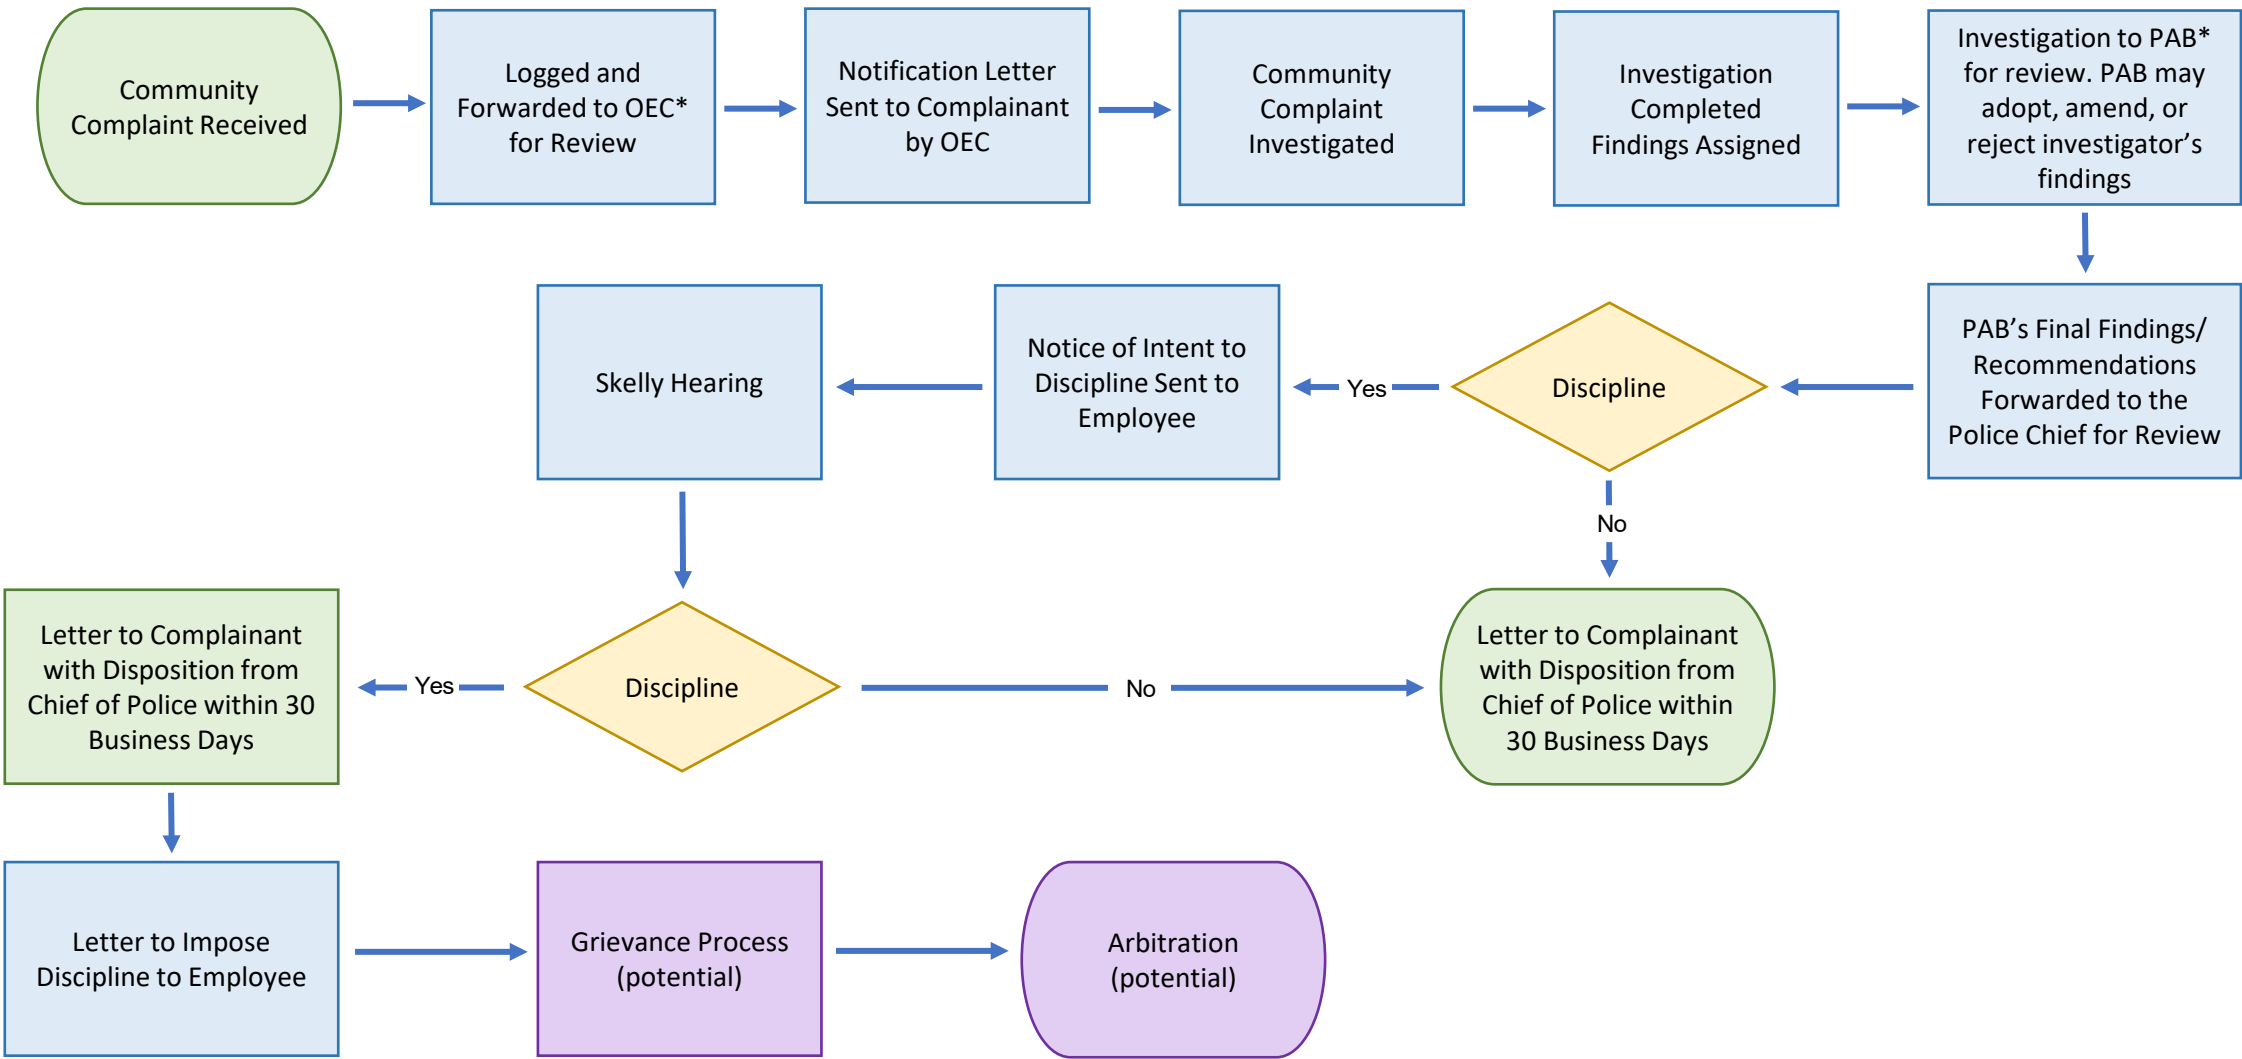 Community
Complaint Received
Logged and
Forwarded to OEC*
for Review
Notification Letter
Sent to Complainant
by OEC
Community
Complaint
Investigated
Investigation
Completed
Findings Assigned
Investigation to PAB*
for review. PAB may
adopt, amend, or
reject investigator’s
findings
PAB’s Final Findings/
Recommendations
Forwarded to the
Police Chief for Review
Discipline
Yes
Notice of Intent to
Discipline Sent to
Employee
Skelly Hearing
No
Letter to Complainant
with Disposition from
Chief of Police within 30
Business Days
Yes
Discipline
No
Letter to Complainant
with Disposition from
Chief of Police within
30 Business Days
Letter to Impose
Discipline to Employee
Grievance Process
(potential)
Arbitration
(potential)